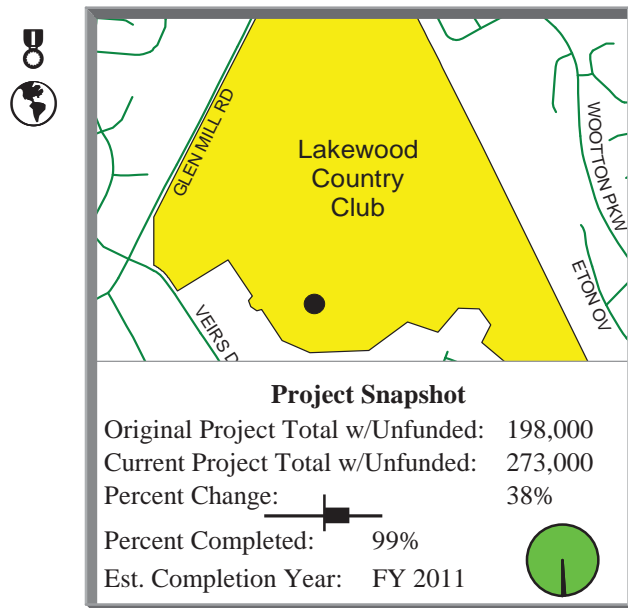 GLEN MILL RD
Lakewood
Country
Club
WOOTTON PKW
ETON OV
VEIRS D
Project Snapshot
Original Project Total w/Unfunded: 198,000
Current Project Total w/Unfunded: 273,000
Percent Change: 38%
Percent Completed: 99%
Est. Completion Year: FY 2011